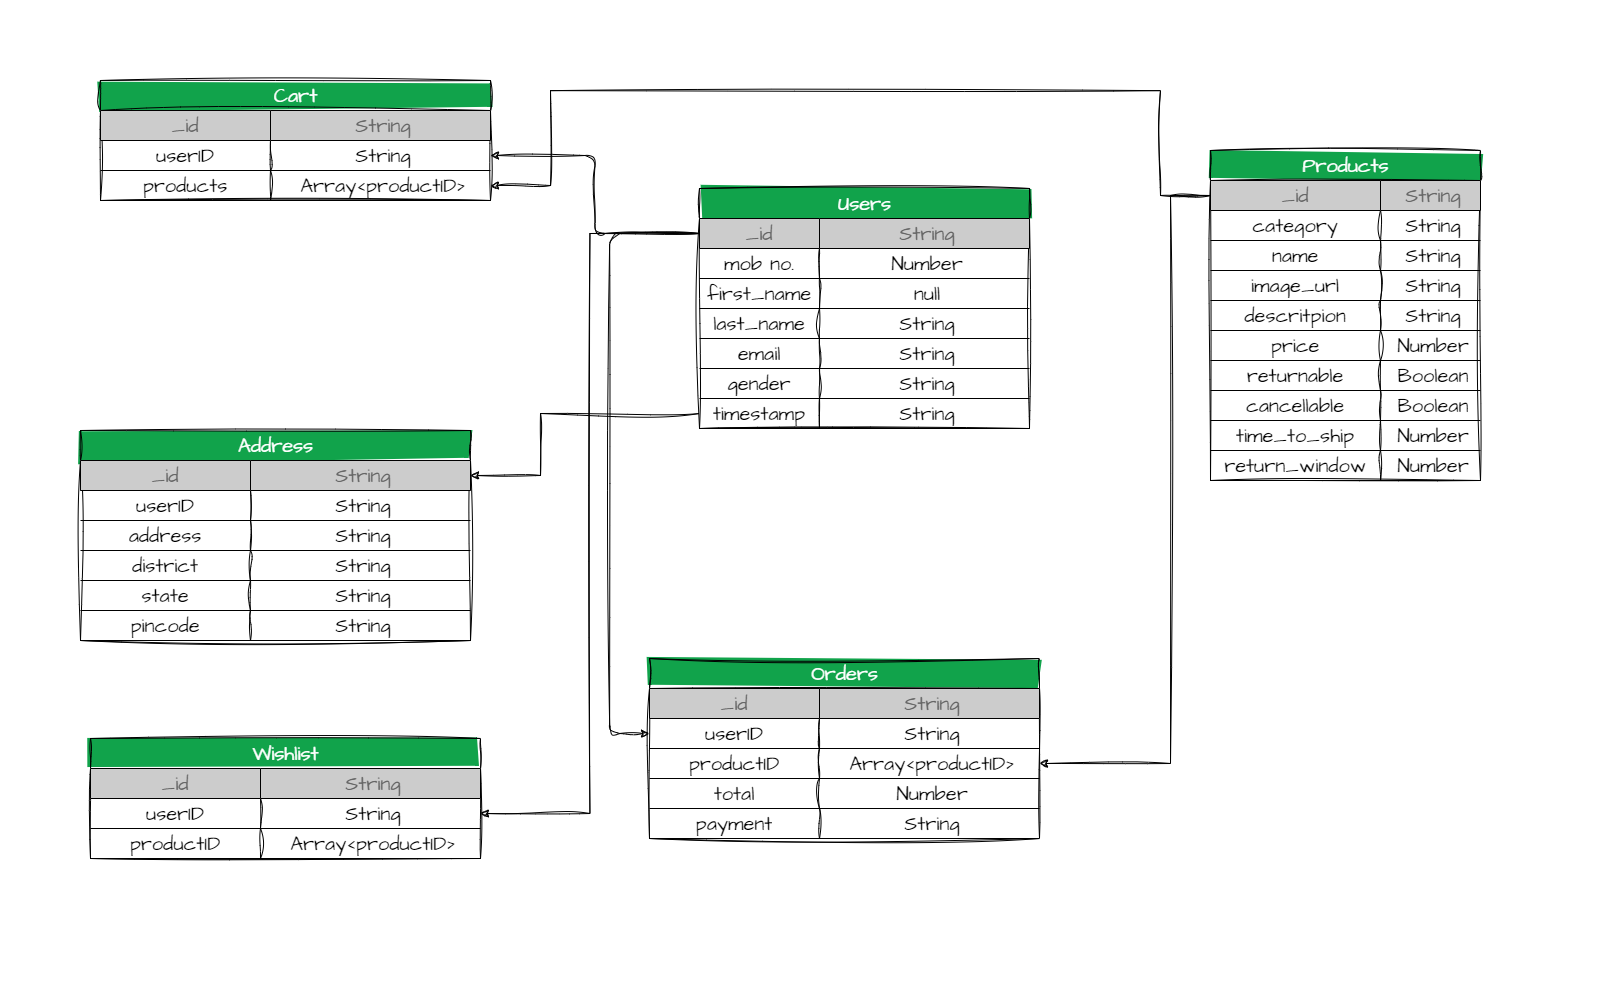 Cart
_id String
userID String
products Array<productID>
Users
_id String
mob no. Number
first_name null
last_name String
email String
gender String
timestamp String
Products
_id String
category String
name String
image_url String
descritpion String
price Number
returnable Boolean
cancellable Boolean
time_to_ship Number
return_window Number
Address
_id String
userID String
address String
district String
state String
pincode String
Orders
_id String
userID String
productID Array<productID>
total Number
payment String
Wishlist
_id String
userID String
productID Array<productID>